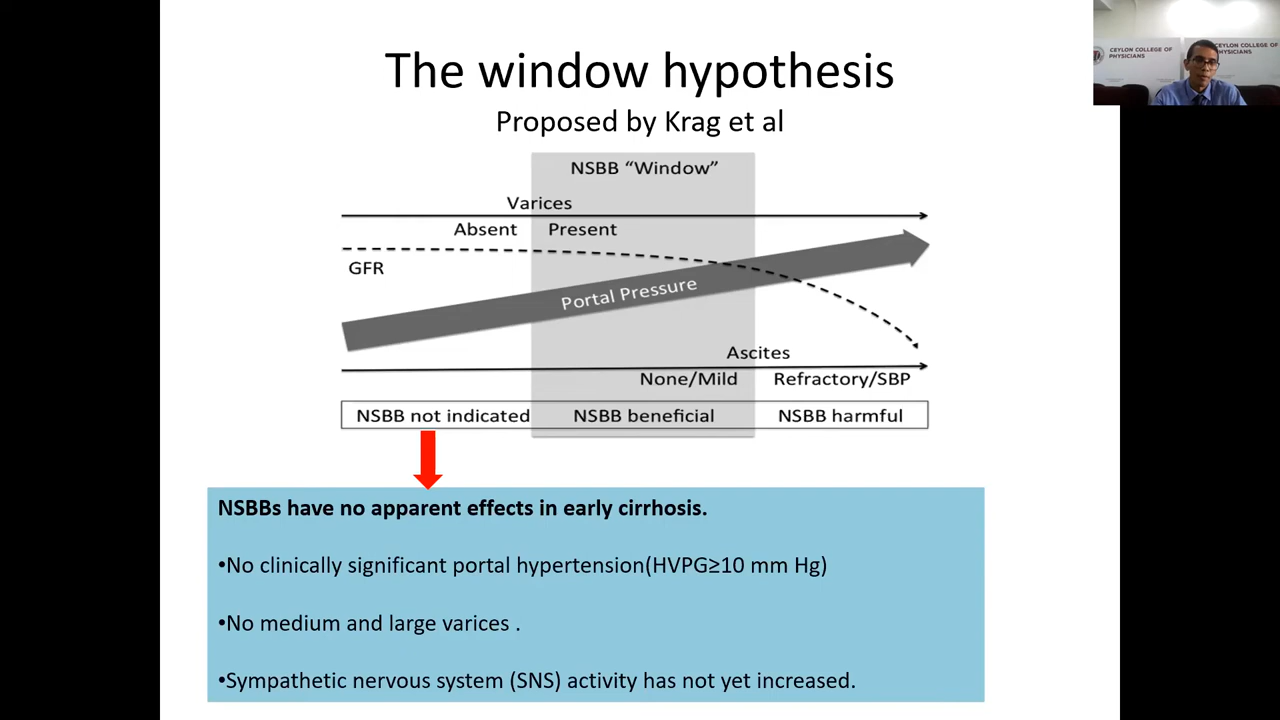 The window hypothesis
Proposed by Krag et al
NSBB “Window”
Varices
Absent Present
GFR
Portal Pressure
Ascites
None/Mild Refractory/SBP
NSBB not indicated NSBB beneficial NSBB harmful
NSBBs have no apparent effects in early cirrhosis.
•No clinically significant portal hypertension(HVPG≥10 mm Hg)
•No medium and large varices .
•Sympathetic nervous system (SNS) activity has not yet increased.
CEYLON COLLEGE OF
PHYSICIANS
CEYLON COLLEGE OF
PHYSICIANS